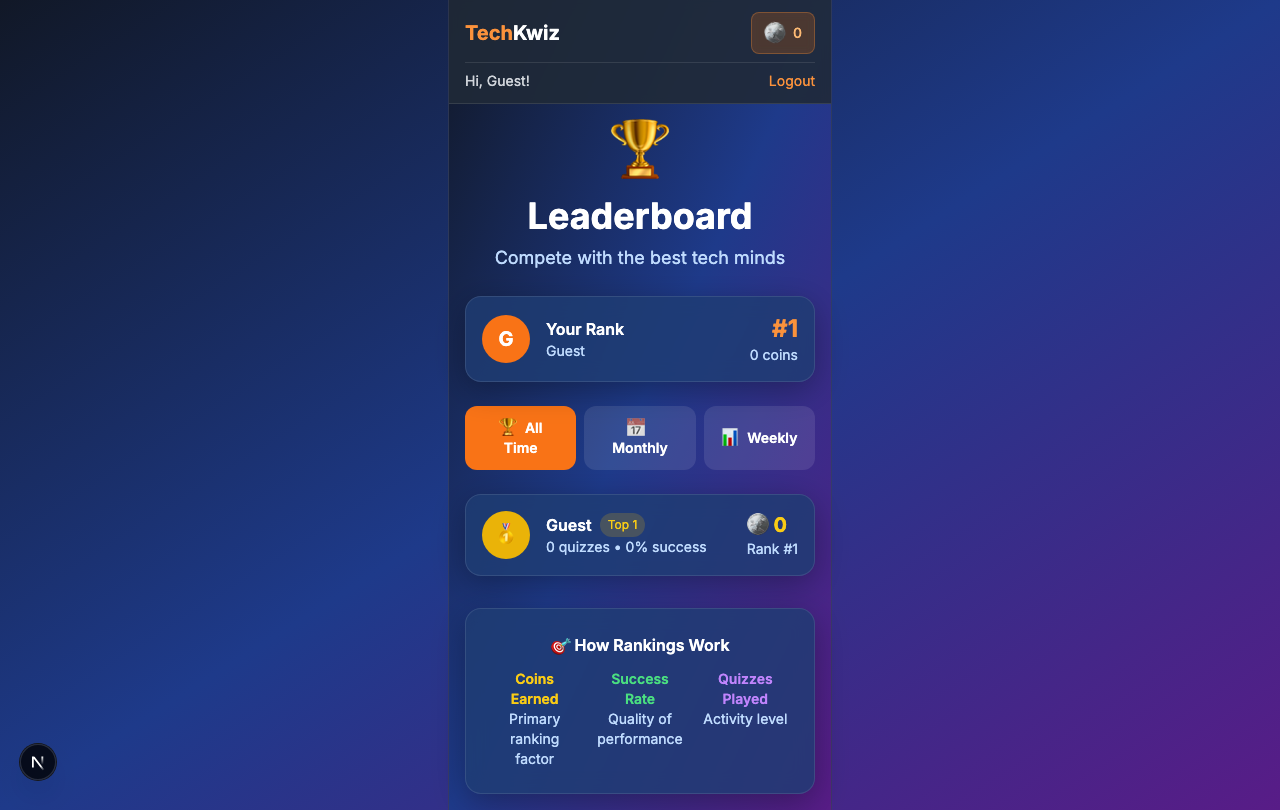 TechKwiz
0
Hi, Guest!
Logout
Leaderboard
Compete with the best tech minds
G
Your Rank
Guest
#1
0 coins
All
Time
17
Monthly
Weekly
Guest
Top 1
0 quizzes • 0% success
0
Rank #1
How Rankings Work
Coins
Earned
Primary
ranking
factor
Success
Rate
Quality of
performance
Quizzes
Played
Activity level
N